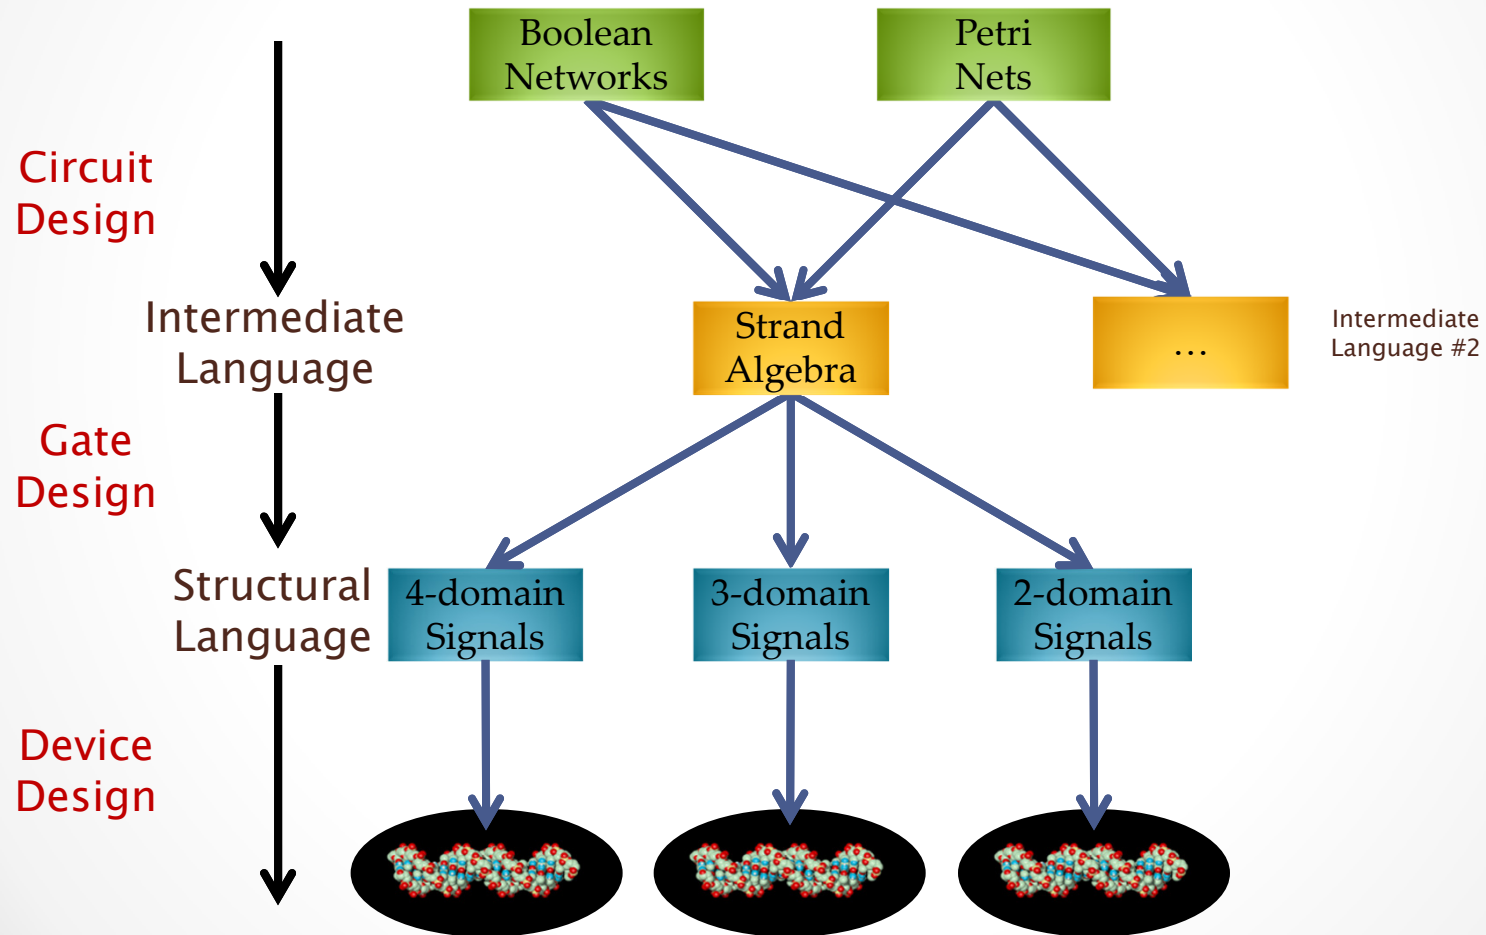 Boolean
Networks
Petri
Nets
Circuit
Design
Intermediate
Language
Strand
Algebra
...
Intermediate
Language #2
Gate
Design
Structural
Language
4-domain
Signals
3-domain
Signals
2-domain
Signals
Device
Design